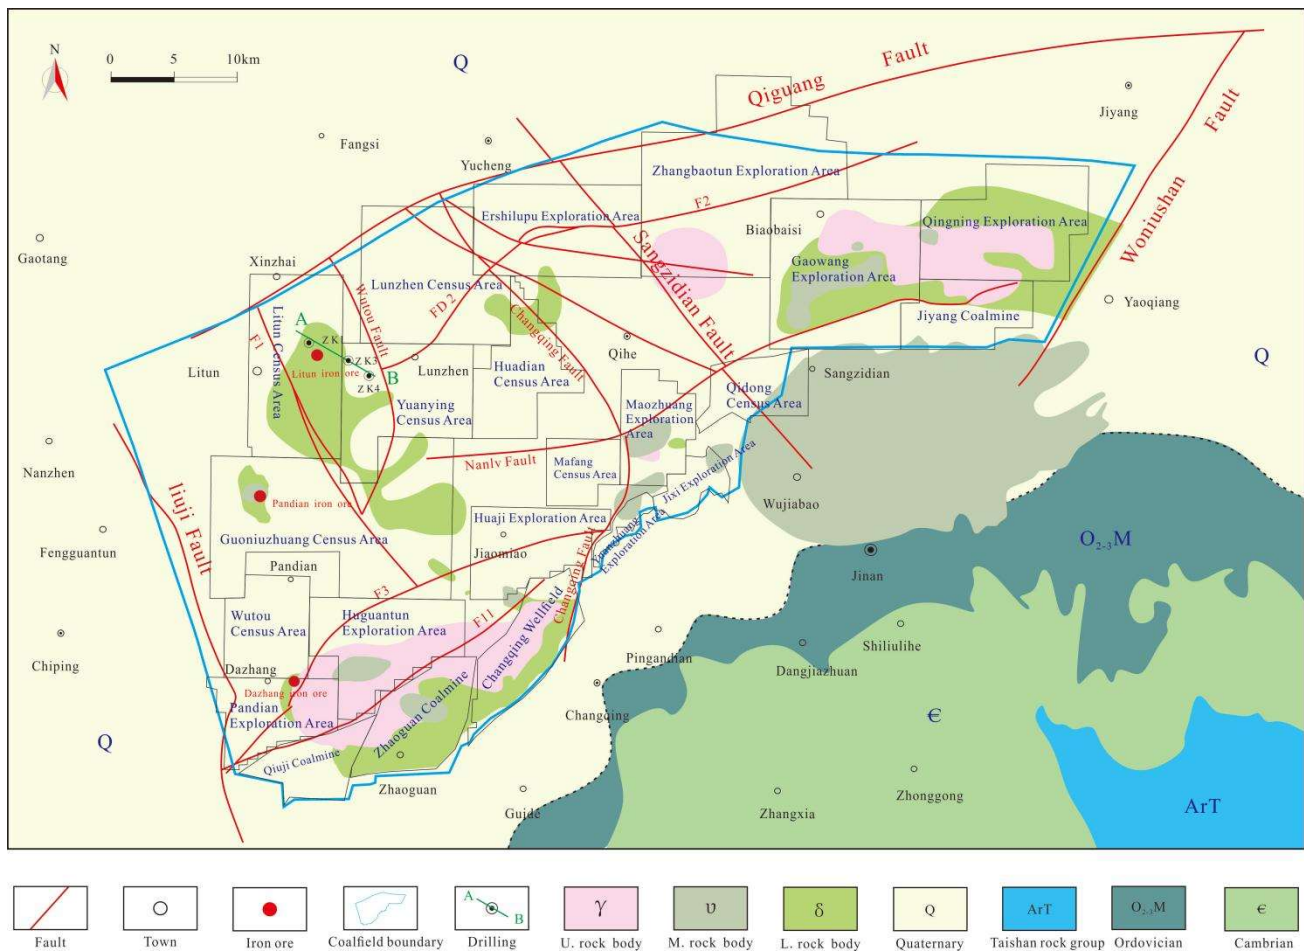 N
0 5 10km
Q
Qiguang Fault
Jiyang
Woniushan Fault
Fangsi
Yucheng
Zhangbaotun Exploration Area
Ershilupu Exploration Area
F2
Biaobaisi
Qingning Exploration Area
Gaotang
Xinzhai
Sangzidian Fault
Gaowang
Exploration Area
Lunzhen Census Area
Wutou Fault
FD2
Changqing Fault
Yaoqiang
Jiyang Coalmine
A
ZK1
F1
Litun Census Area
Qihe
Q
Litun iron ore
ZK3
Litun
B
ZK4
Lunzhen
Huadian
Census Area
Sangzidian
Qidong
Census Area
Yuanying
Census Area
Maozhuang
Exploration
Area
Nanzhen
Nanlv Fault
Mafang
Census Area
Jixi Exploration Area
Wujiabao
liuji Fault
Pandian iron ore
Huaji Exploration Area
Fengguantun
Guoniuzhuang Census Area
Jiaomiao
Exploration Area
O₂₋₃M
Jinan
Pandian
Changqing Fault
F3
Wutou
Census Area
Huguantun
Exploration Area
F11
Changqing Wellfield
Chiping
Pingandian
Shiliulihe
Dangjiazhuan
Dazhang
Dazhang iron ore
Changqing
Pandian
Exploration Area
Zhaoguan Coalmine
Є
Q
Qiuji Coalmine
Zhaoguan
Guide
Zhangxia
Zhonggong
ArT
A B
γ
υ
δ
Q
ArT
O₂₋₃M
Є
Fault
Town
Iron ore
Coalfield boundary
Drilling
U. rock body
M. rock body
L. rock body
Quaternary
Taishan rock group
Ordovician
Cambrian